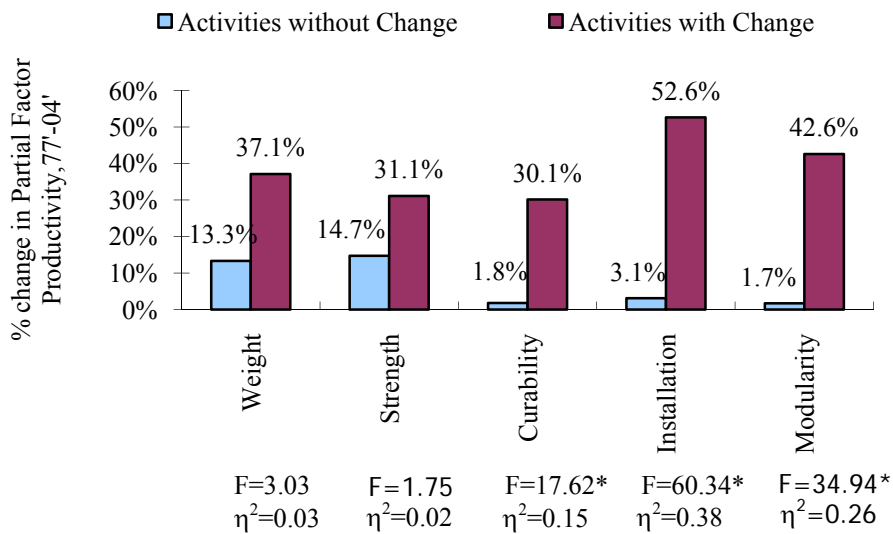 Activities without Change Activities with Change
% change in Partial Factor
Productivity,77'-04'
60%
50%
40%
30%
20%
10%
0%
13.3%
37.1%
14.7%
31.1%
1.8%
30.1%
3.1%
52.6%
1.7%
42.6%
Weight
Strength
Curability
Installation
Modularity
F=3.03 F=1.75 F=17.62* F=60.34* F=34.94*
η²=0.03 η²=0.02 η²=0.15 η²=0.38 η²=0.26